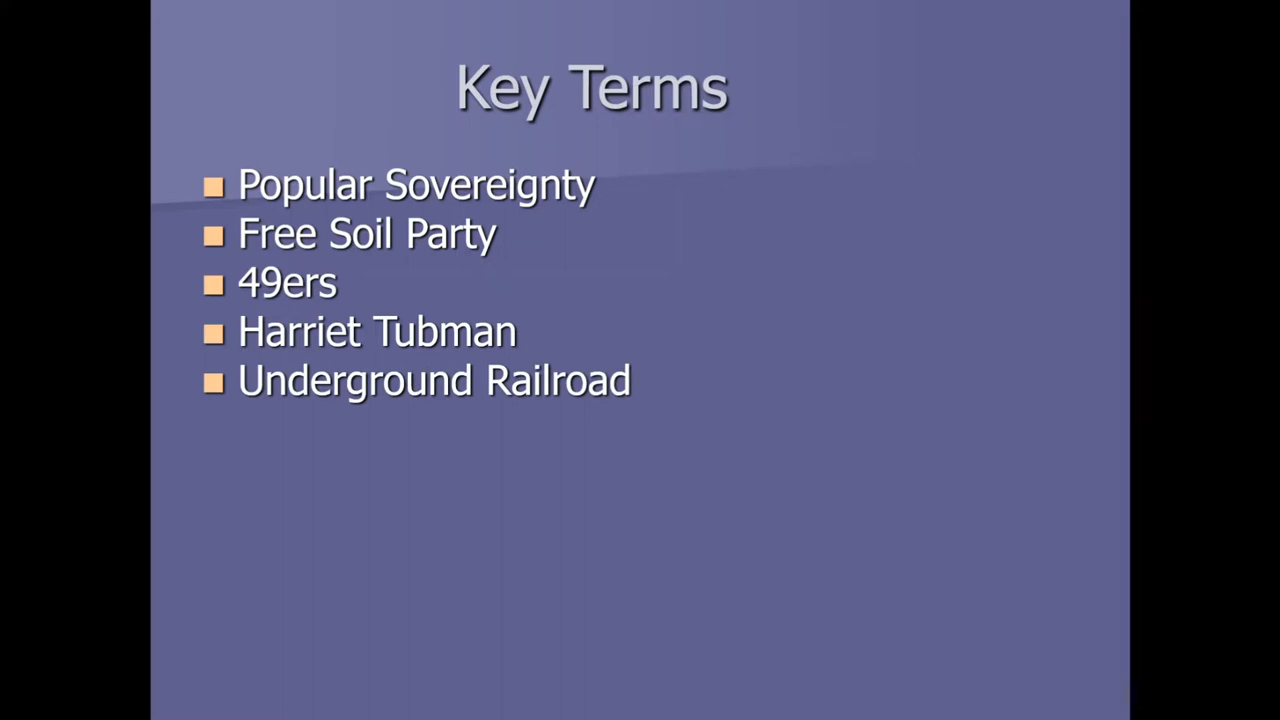 Key Terms
Popular Sovereignty
Free Soil Party
49ers
Harriet Tubman
Underground Railroad